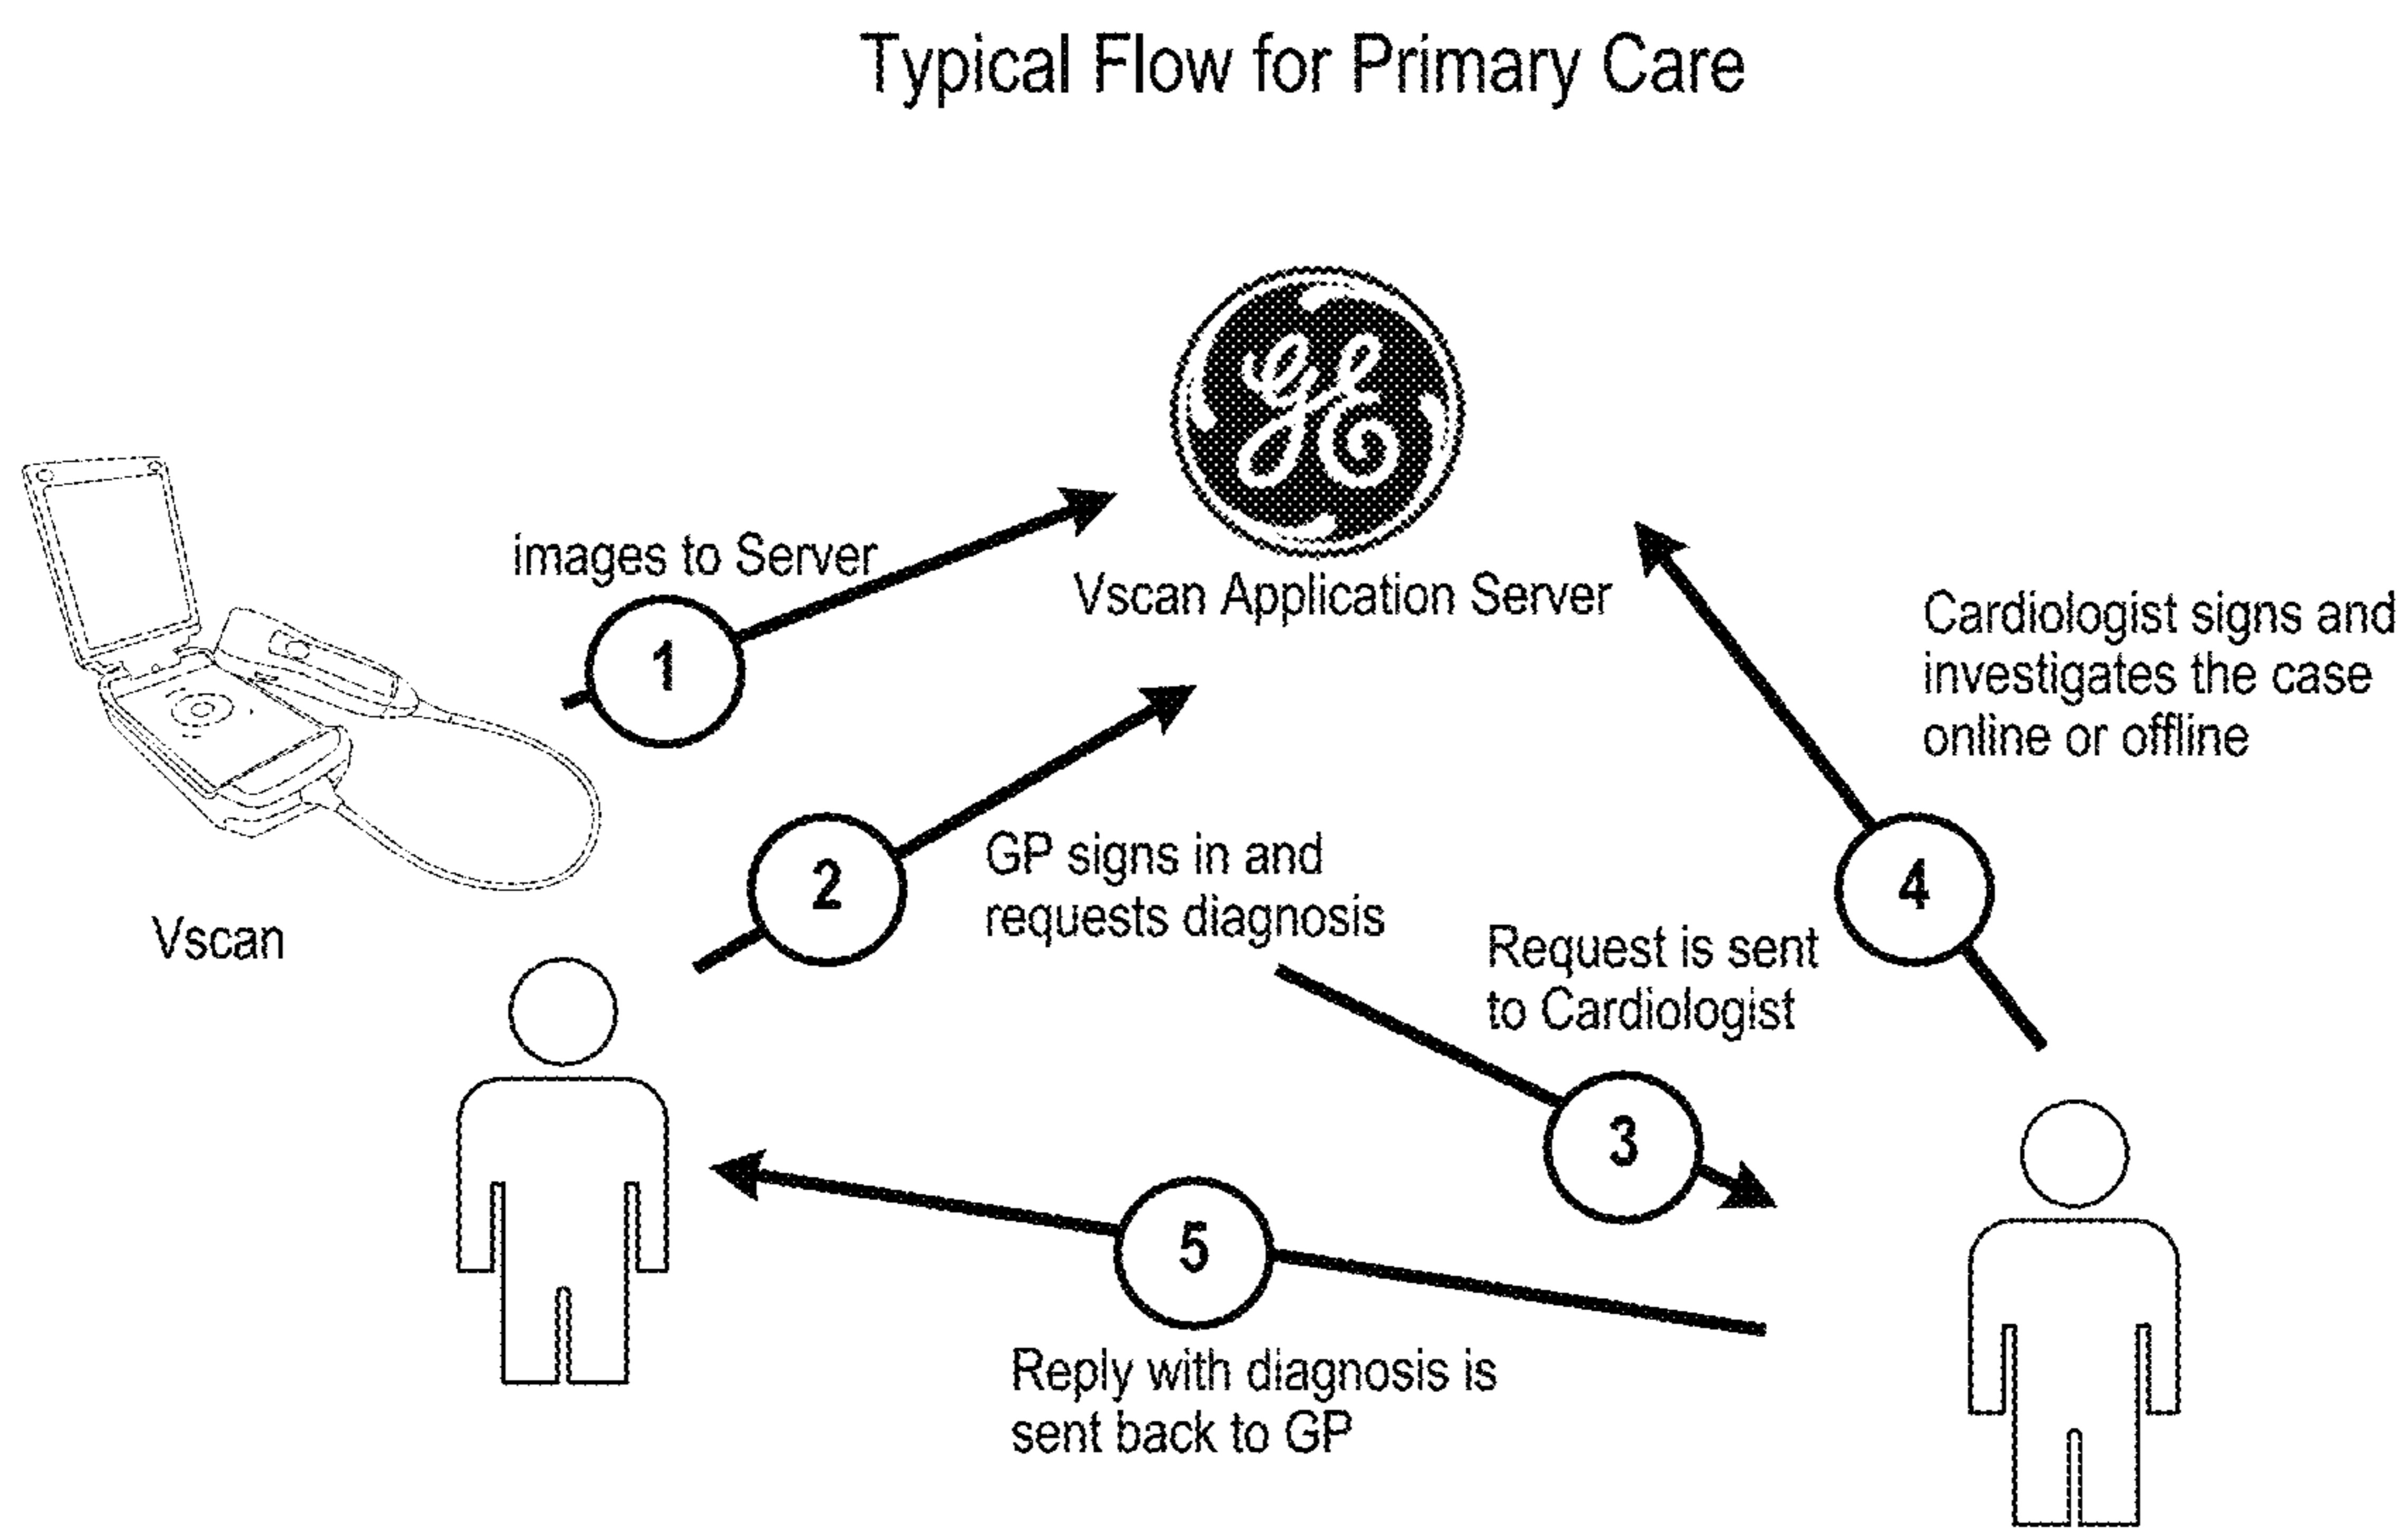 Typical Flow for Primary Care
images to Server
1
Vscan Application Server
GE
Cardiologist signs and
investigates the case
online or offline
2
GP signs in and
requests diagnosis
4
Vscan
Request is sent
to Cardiologist
3
5
Reply with diagnosis is
sent back to GP